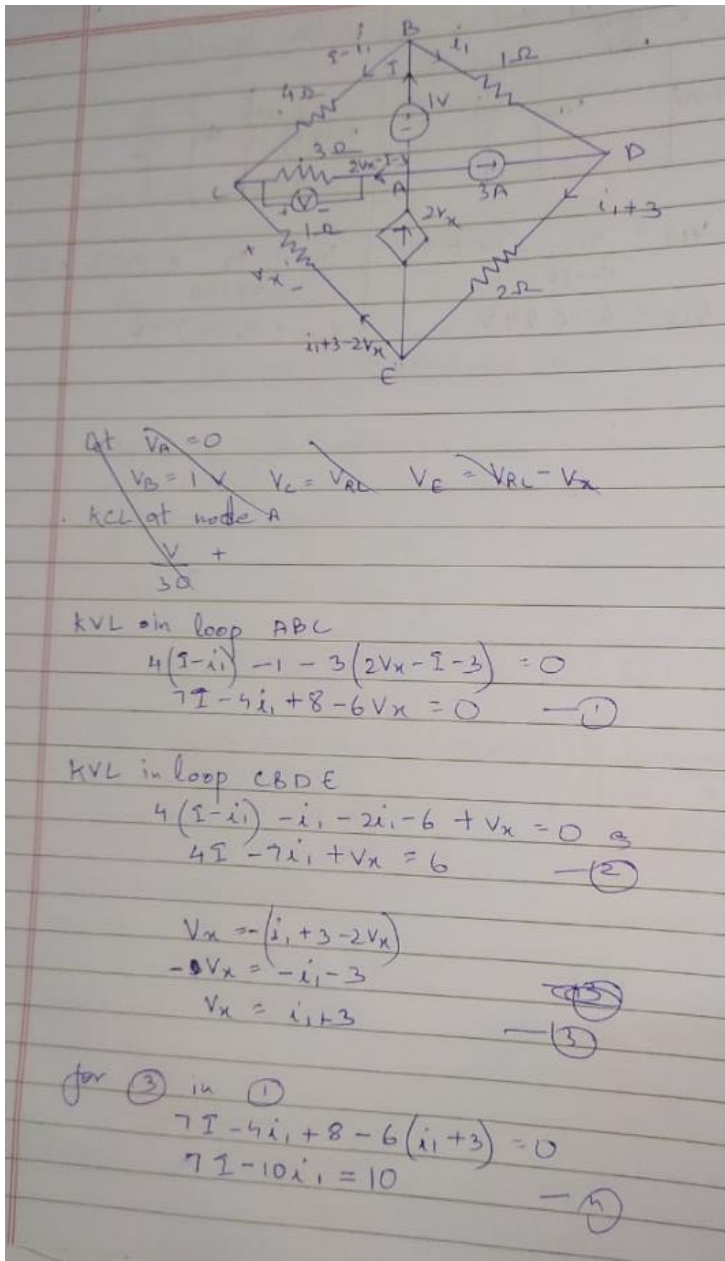 B
I-i₁
i₁
4Ω
I
1Ω
1V
+
-
3Ω
2Vx-I-3
C
A
3A
D
V
+ -
1Ω
2Vx
i₁+3
+
Vx
-
2Ω
i₁+3-2Vx
E
At VA = 0
VB = 1 V VC = VRL VE = VRL - Vx
KCL at node A
V +
3Ω
KVL in loop ABC
4(I-i₁) -1 -3(2Vx-I-3) = 0
7I-4i₁+8-6Vx = 0 —①
KVL in loop CBDE
4(I-i₁) -i₁ -2i₁-6 +Vx = 0
4I -7i₁ +Vx = 6 —②
Vx = -(i₁+3-2Vx)
-Vx = -i₁-3
Vx = i₁+3 —③
for ③ in ①
7I-4i₁+8-6(i₁+3) = 0
7I-10i₁ = 10 —④